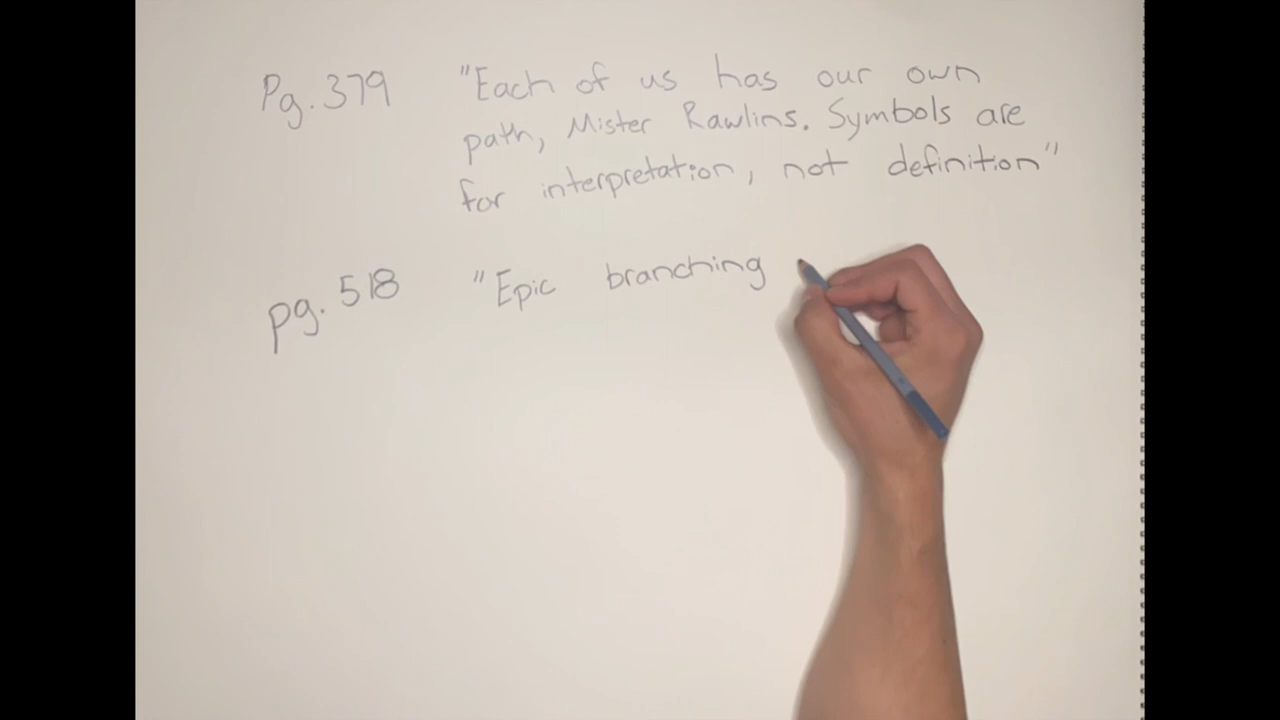 Pg. 379 "Each of us has our own
path, Mister Rawlins. Symbols are
for interpretation, not definition"
pg. 518 "Epic branching